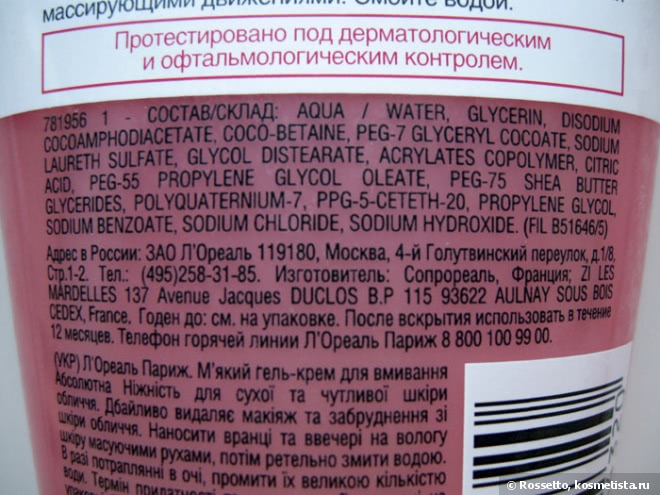 массирующими движениями. Смойте водой.
Протестировано под дерматологическим
и офтальмологическим контролем.
781956 1 - СОСТАВ/СКЛАД: AQUA / WATER, GLYCERIN, DISODIUM
COCOAMPHODIACETATE, COCO-BETAINE, PEG-7 GLYCERYL COCOATE, SODIUM
LAURETH SULFATE, GLYCOL DISTEARATE, ACRYLATES COPOLYMER, CITRIC
ACID, PEG-55 PROPYLENE GLYCOL OLEATE, PEG-75 SHEA BUTTER
GLYCERIDES, POLYQUATERNIUM-7, PPG-5-CETETH-20, PROPYLENE GLYCOL,
SODIUM BENZOATE, SODIUM CHLORIDE, SODIUM HYDROXIDE. (FIL B51646/5)
Адрес в России: ЗАО Л'Ореаль 119180, Москва, 4-й Голутвинский переулок, д.1/8,
Стр.1-2. Тел.: (495)258-31-85. Изготовитель: Сопрореаль, Франция; ZI LES
MARDELLES 137 Avenue Jacques DUCLOS B.P 115 93622 AULNAY SOUS BOIS
CEDEX, France. Годен до: см. на упаковке. После вскрытия использовать в течение
12 месяцев. Телефон горячей линии Л'Ореаль Париж 8 800 100 99 00.
(УКР) Л'Ореаль Париж. М'який гель-крем для вмивання
Абсолютна Ніжність для сухої та чутливої шкіри
обличчя. Дбайливо видаляє макіяж та забруднення зі
шкіри обличчя. Наносити вранці та ввечері на вологу
шкіру масуючими рухами, потім ретельно змити водою.
В разі потраплянні в очі, промити їх великою кількістю
води. Термін придатності
© Rossetto, kosmetista.ru